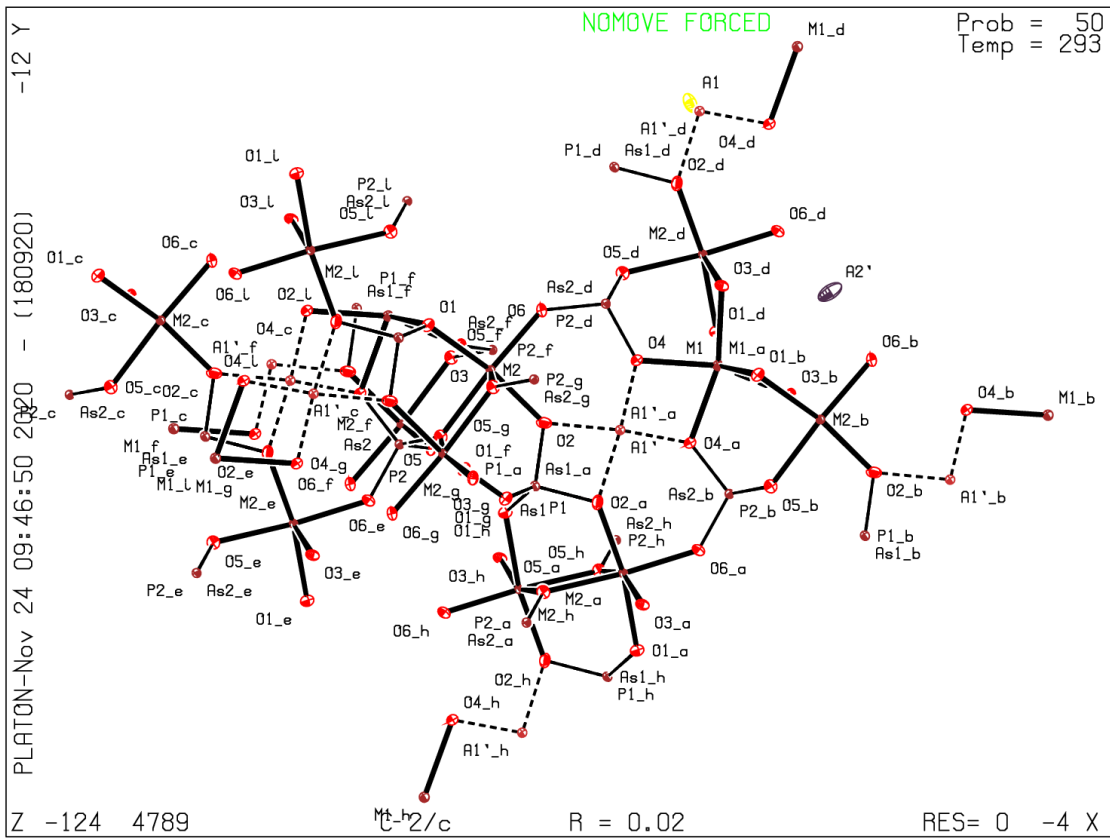 NOMOVE FORCED
Prob = 50
Temp = 293
PLATON-Nov 24 09:46:50 2020 - (180920)
-12 Y
M1_d
A1
A1'_d
O4_d
P1_d
As1_d
O2_d
O1_l
P2_l
As2_l
O3_l
O5_l
O6_d
M2_d
O6_c
O1_c
M2_l
O5_d
O3_d
A2'
O6_l
P1_f
As1_f
O1
O6
As2_d
P2_d
O1_d
O3_c
M2_c
O2_l
O4_c
As2_f
O5_f
P2_f
O4
M1
M1_a
O1_b
O6_b
A1'_f
O4_l
O3
M2
P2_g
As2_g
O3_b
O4_b
M1_b
O5_c
O2_c
As2_c
A1'_c
M2_f
As2
O5_g
O2
A1'_a
A1'
O4_a
M2_b
P1_c
M1_f
As1_e
P1_e
O2_e
M1_l
M1_g
O4_g
O6_f
O5
P2
O1_f
P1_a
As1_a
As2_b
P2_b
O5_b
O2_b
A1'_b
M2_e
M2_g
O3_g
O1_g
O1_h
As1
P1
O2_a
P1_b
As1_b
O6_e
O6_g
As2_h
P2_h
O5_e
O3_e
O3_h
O5_a
O5_h
O6_a
P2_e
As2_e
O1_e
O6_h
P2_a
As2_a
M2_h
M2_a
O3_a
O1_a
O2_h
As1_h
P1_h
O4_h
A1'_h
M1_h
Z -124 4789
C 2/c
R = 0.02
RES= 0 -4 X